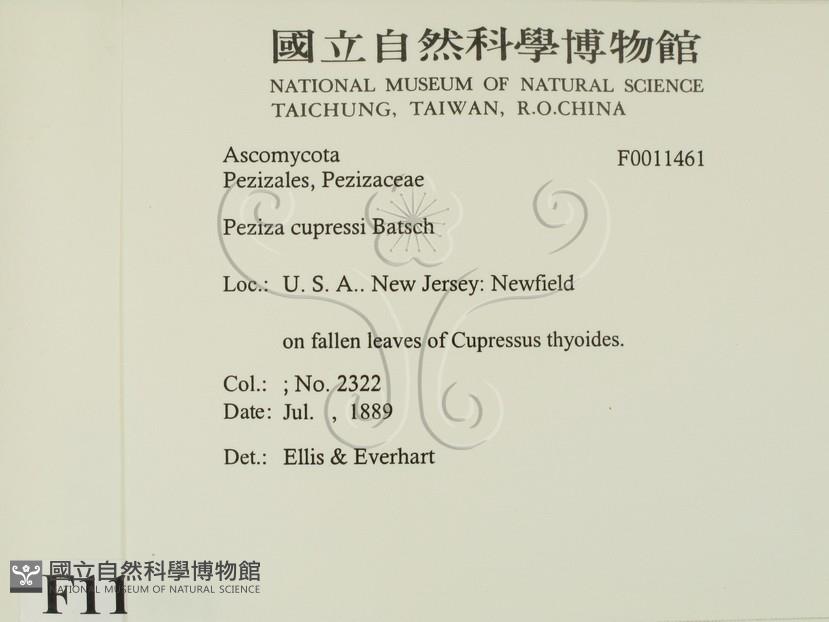 國立自然科學博物館
NATIONAL MUSEUM OF NATURAL SCIENCE
TAICHUNG, TAIWAN, R.O.CHINA
Ascomycota F0011461
Pezizales, Pezizaceae
Peziza cupressi Batsch
Loc.: U. S. A.. New Jersey: Newfield
on fallen leaves of Cupressus thyoides.
Col.: ; No. 2322
Date: Jul. , 1889
Det.: Ellis & Everhart
國立自然科學博物館
NATIONAL MUSEUM OF NATURAL SCIENCE
F11